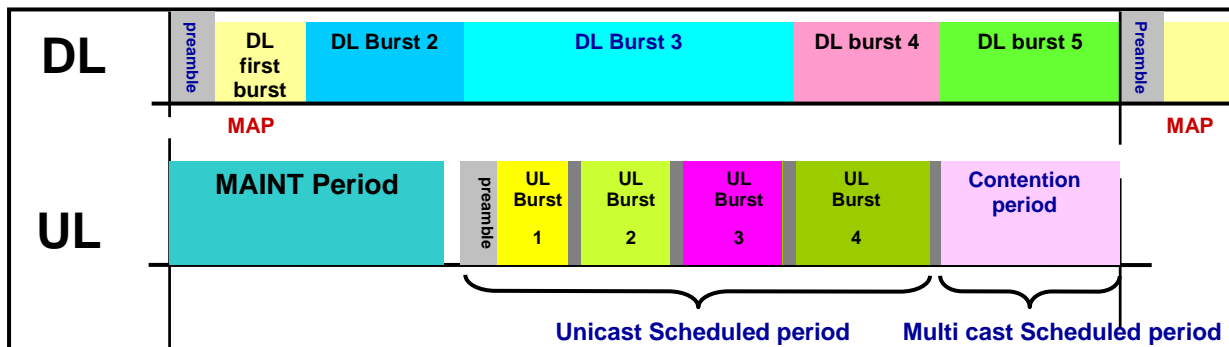 DL
preamble
DL
first
burst
DL Burst 2
DL Burst 3
DL burst 4
DL burst 5
Preamble
MAP
MAP
UL
MAINT Period
preamble
UL
Burst
1
UL
Burst
2
UL
Burst
3
UL
Burst
4
Contention
period
Unicast Scheduled period
Multi cast Scheduled period